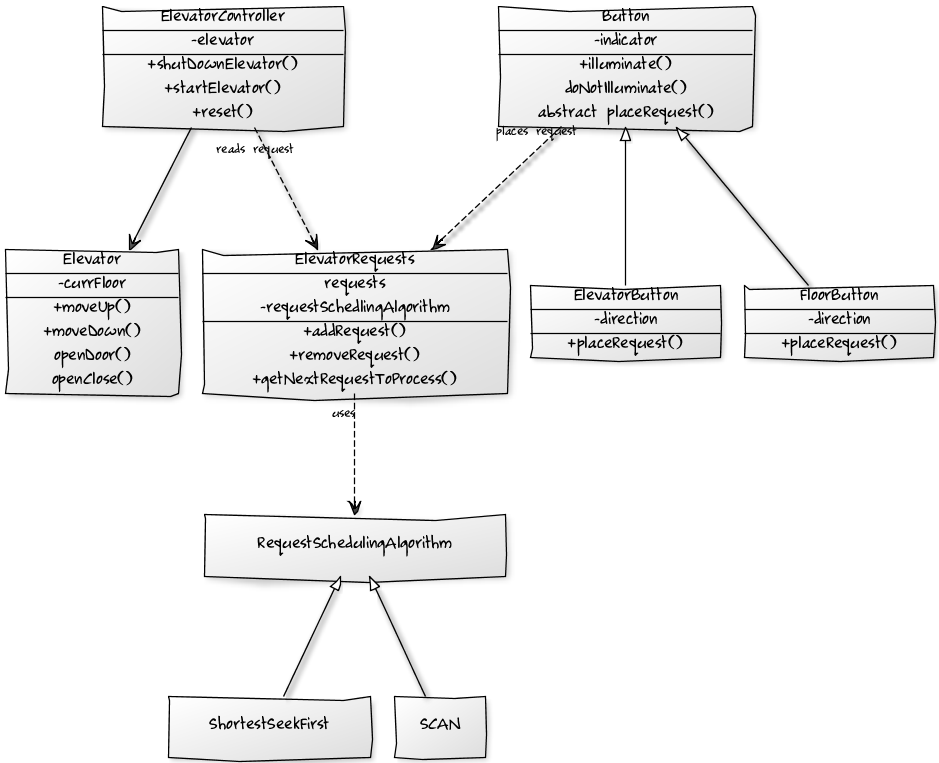 ElevatorController
-elevator
+shutDownElevator()
+startElevator()
+reset()
Button
-indicator
+illuminate()
doNotIlluminate()
abstract placeRequest()
reads request
places request
Elevator
-currFloor
+moveUp()
+moveDown()
openDoor()
openClose()
ElevatorRequests
requests
-requestSchedlingAlgorithm
+addRequest()
+removeRequest()
+getNextRequestToProcess()
ElevatorButton
-direction
+placeRequest()
FloorButton
-direction
+placeRequest()
uses
RequestSchedulingAlgorithm
ShortestSeekFirst
SCAN